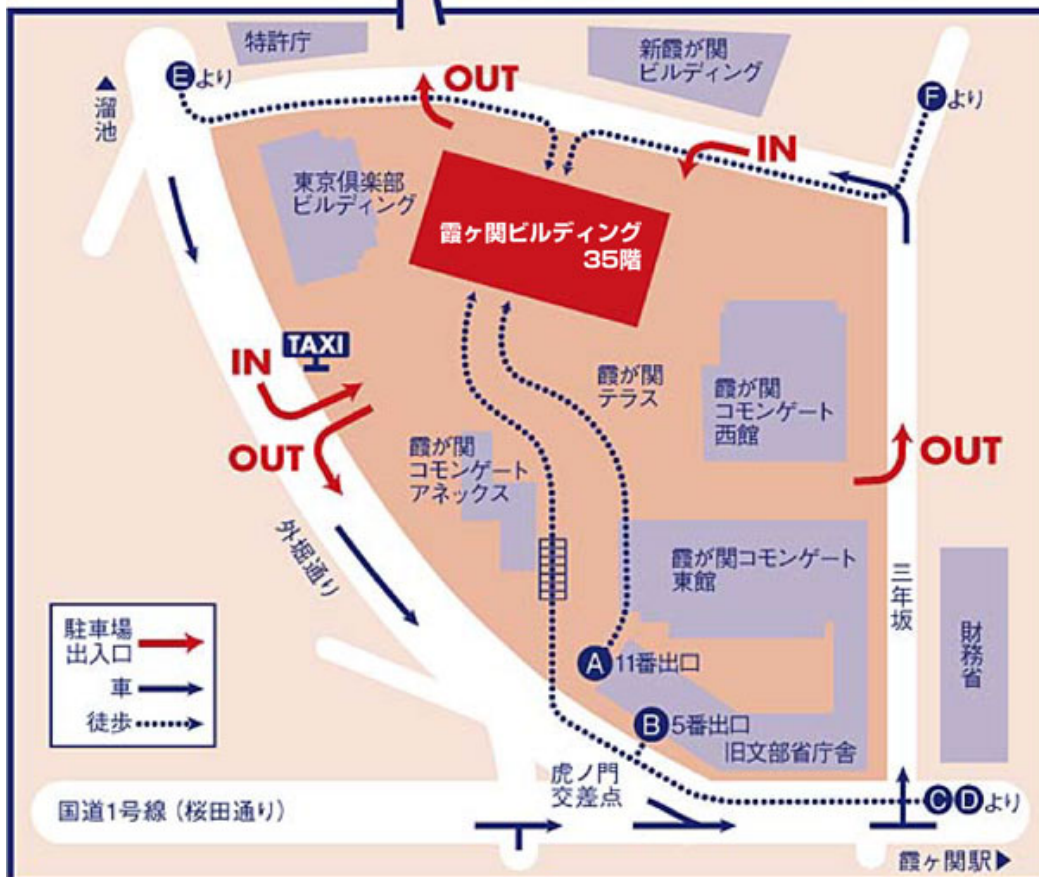 特許庁
新霞が関
ビルディング
Eより
OUT
Fより
▲
溜池
IN
東京倶楽部
ビルディング
霞ヶ関ビルディング
35階
TAXI
IN
霞が関
テラス
霞が関
コモンゲート
西館
OUT
霞が関
コモンゲート
アネックス
OUT
外堀通り
霞が関コモンゲート
東館
三年坂
財務省
駐車場
出入口
車
徒歩
A 11番出口
B 5番出口
旧文部省庁舎
虎ノ門
交差点
国道1号線(桜田通り)
C Dより
霞ヶ関駅▶